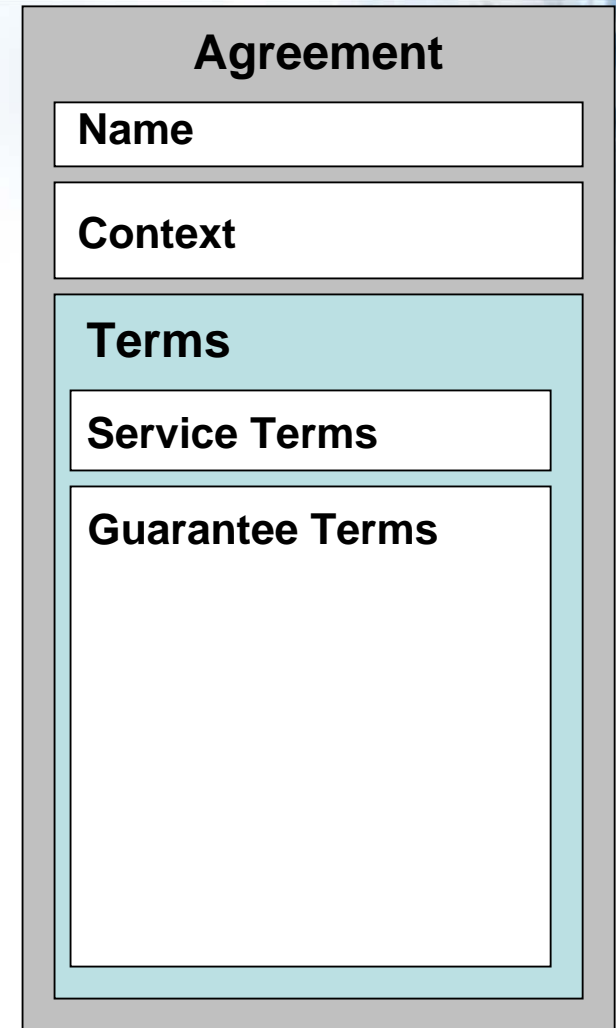 Agreement
Name
Context
Terms
Service Terms
Guarantee Terms